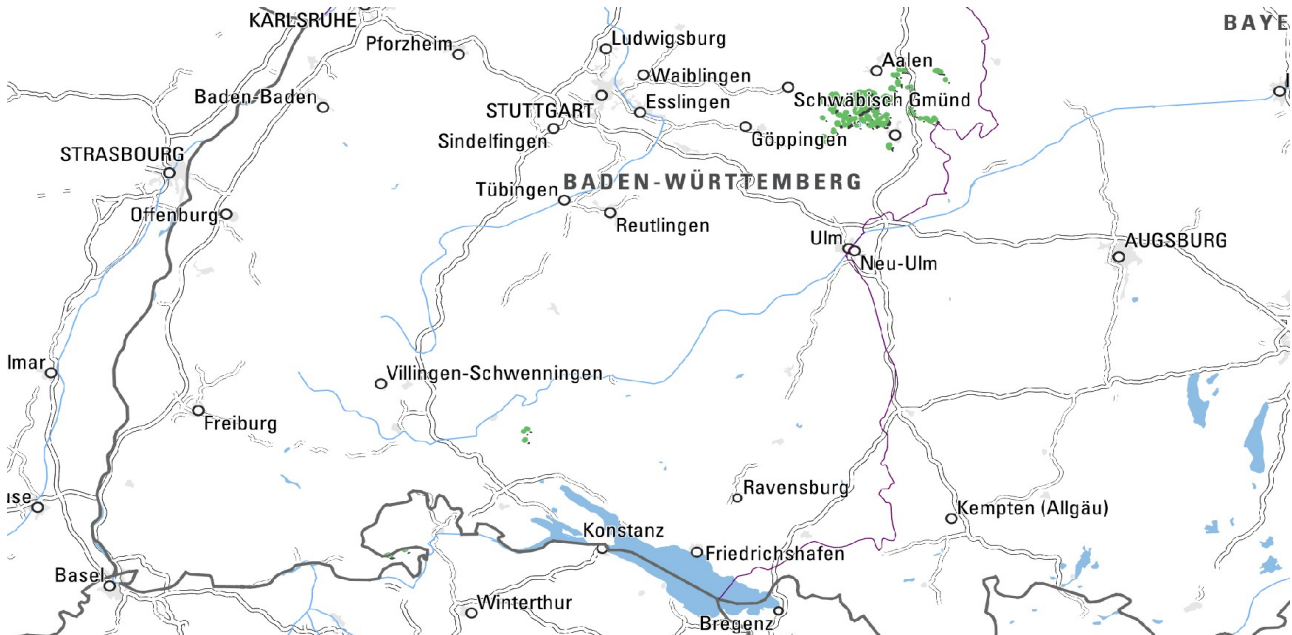 KARLSRUHE
BAYE
Pforzheim
Ludwigsburg
Aalen
Waiblingen
Baden-Baden
Schwäbisch Gmünd
STUTTGART
Esslingen
Sindelfingen
Göppingen
STRASBOURG
Tübingen
BADEN-WÜRTTEMBERG
Offenburg
Reutlingen
Ulm
AUGSBURG
Neu-Ulm
lmar
Villingen-Schwenningen
Freiburg
Ravensburg
use
Kempten (Allgäu)
Konstanz
Friedrichshafen
Basel
Winterthur
Bregenz